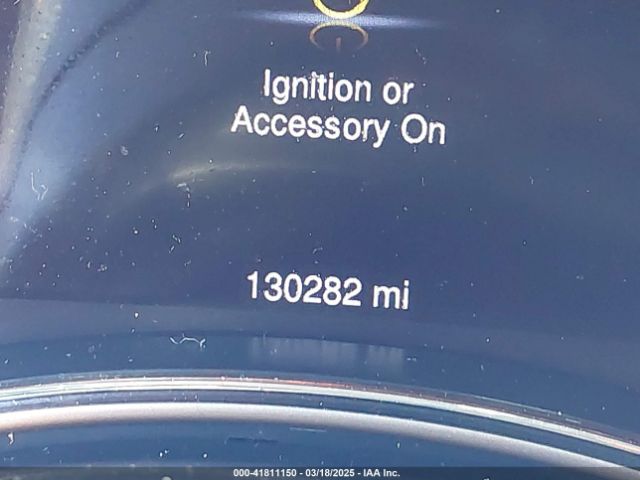 Ignition or
Accessory On
130282 mi
000-41811150 - 03/18/2025 - IAA Inc.